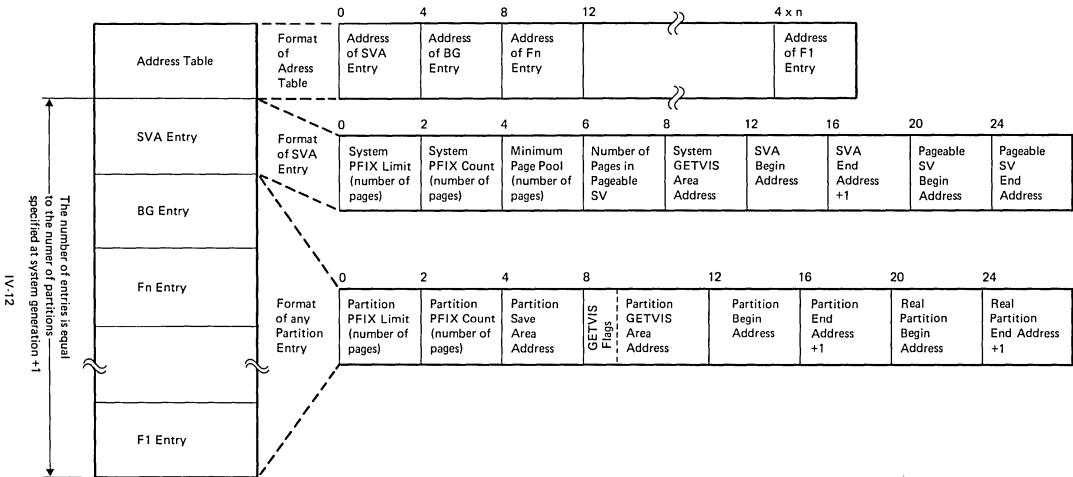 0 4 8 12 4 x n
Address Table
Format
of
Adress
Table
Address
of SVA
Entry
Address
of BG
Entry
Address
of Fn
Entry
Address
of F1
Entry
SVA Entry
Format
of SVA
Entry
0 2 4 6 8 12 16 20 24
System
PFIX Limit
(number of
pages)
System
PFIX Count
(number of
pages)
Minimum
Page Pool
(number of
pages)
Number of
Pages in
Pageable
SV
System
GETVIS
Area
Address
SVA
Begin
Address
SVA
End
Address
+1
Pageable
SV
Begin
Address
Pageable
SV
End
Address
BG Entry
Fn Entry
F1 Entry
Format
of any
Partition
Entry
0 2 4 8 12 16 20 24
Partition
PFIX Limit
(number of
pages)
Partition
PFIX Count
(number of
pages)
Partition
Save
Area
Address
GETVIS
Flags
Partition
GETVIS
Area
Address
Partition
Begin
Address
Partition
End
Address
+1
Real
Partition
Begin
Address
Real
Partition
End Address
+1
The number of entries is equal
to the numer of partitions
specified at system generation +1
IV-12